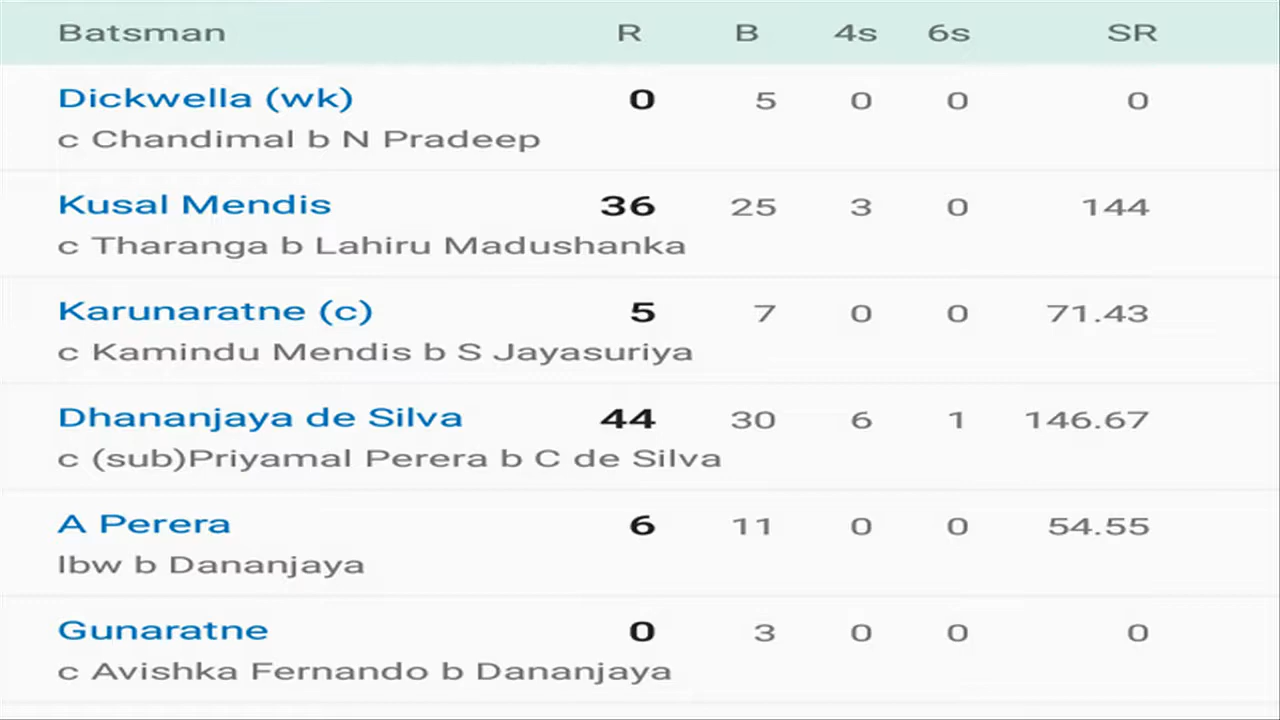 Batsman R B 4s 6s SR
Dickwella (wk) 0 5 0 0 0
c Chandimal b N Pradeep
Kusal Mendis 36 25 3 0 144
c Tharanga b Lahiru Madushanka
Karunaratne (c) 5 7 0 0 71.43
c Kamindu Mendis b S Jayasuriya
Dhananjaya de Silva 44 30 6 1 146.67
c (sub)Priyamal Perera b C de Silva
A Perera 6 11 0 0 54.55
lbw b Dananjaya
Gunaratne 0 3 0 0 0
c Avishka Fernando b Dananjaya